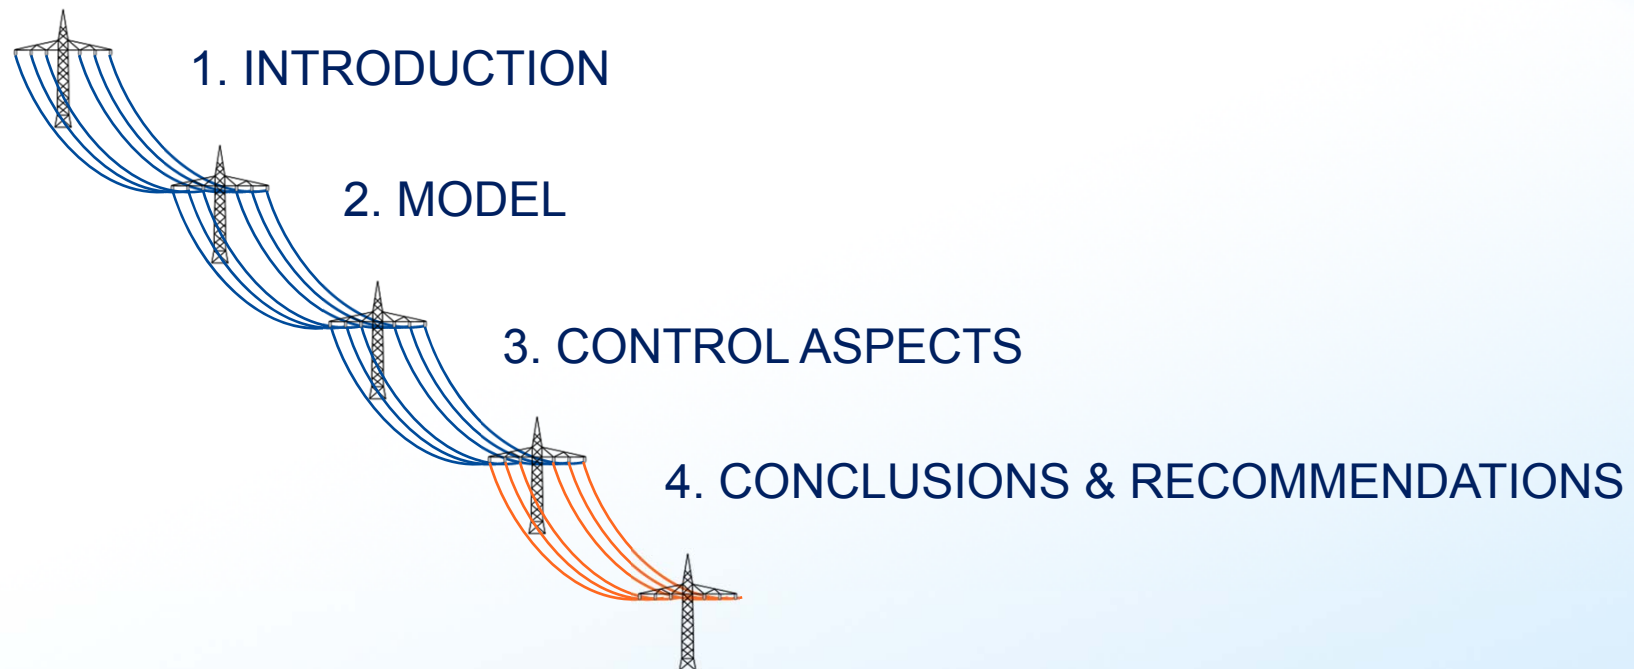 1. INTRODUCTION
2. MODEL
3. CONTROL ASPECTS
4. CONCLUSIONS & RECOMMENDATIONS